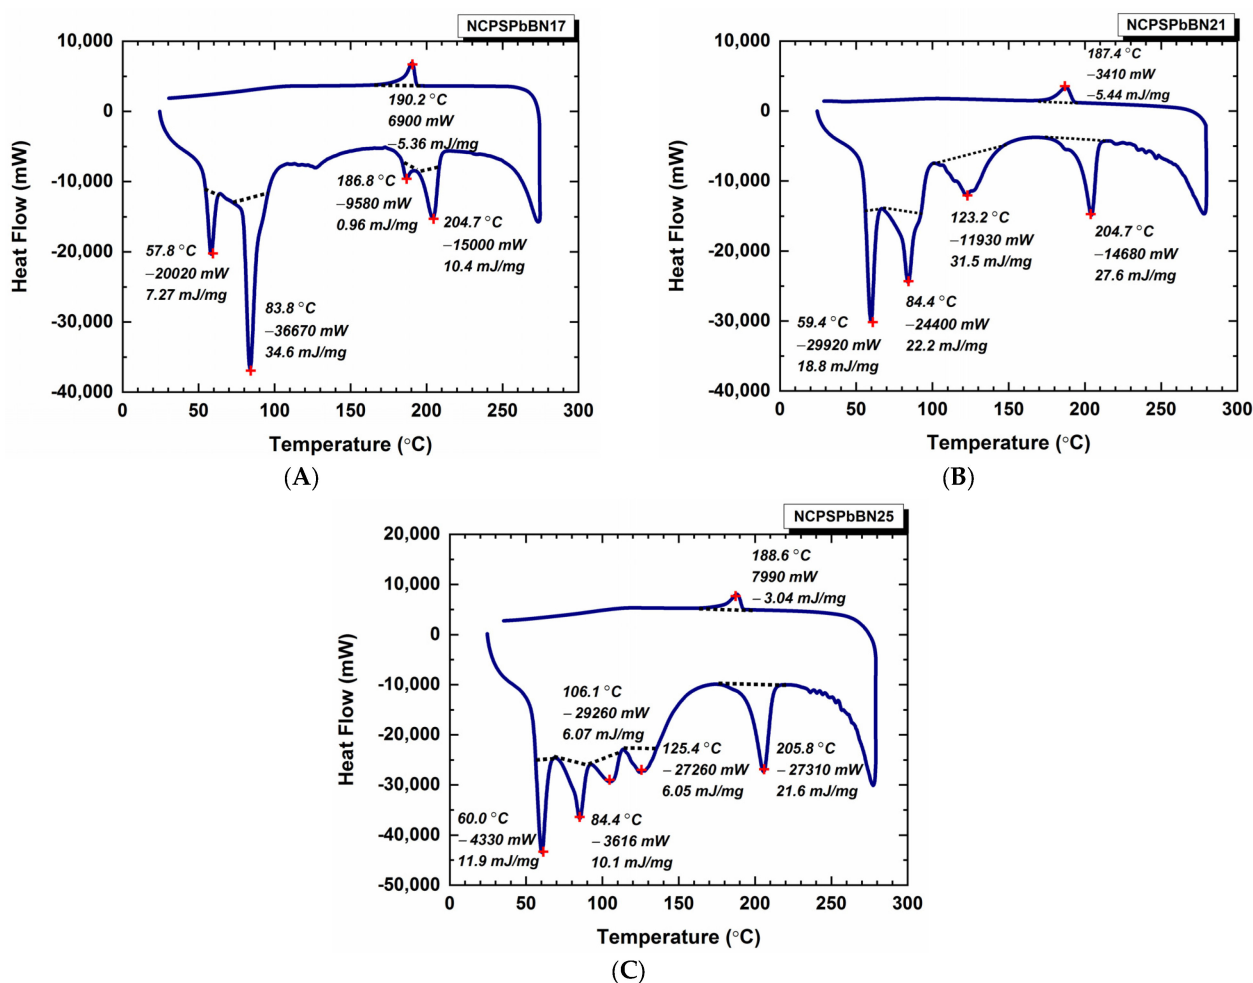 NCPSPbBN17
10,000
0
-10,000
-20,000
-30,000
-40,000
Heat Flow (mW)
190.2 °C
6900 mW
−5.36 mJ/mg
186.8 °C
−9580 mW
0.96 mJ/mg
204.7 °C
−15000 mW
10.4 mJ/mg
57.8 °C
−20020 mW
7.27 mJ/mg
83.8 °C
−36670 mW
34.6 mJ/mg
0 50 100 150 200 250 300
Temperature (°C)
(A)
NCPSPbBN21
10,000
0
-10,000
-20,000
-30,000
-40,000
Heat Flow (mW)
187.4 °C
−3410 mW
−5.44 mJ/mg
123.2 °C
−11930 mW
31.5 mJ/mg
204.7 °C
−14680 mW
27.6 mJ/mg
59.4 °C
−29920 mW
18.8 mJ/mg
84.4 °C
−24400 mW
22.2 mJ/mg
0 50 100 150 200 250 300
Temperature (°C)
(B)
NCPSPbBN25
20,000
10,000
0
-10,000
-20,000
-30,000
-40,000
-50,000
Heat Flow (mW)
188.6 °C
7990 mW
−3.04 mJ/mg
106.1 °C
−29260 mW
6.07 mJ/mg
125.4 °C
−27260 mW
6.05 mJ/mg
205.8 °C
−27310 mW
21.6 mJ/mg
60.0 °C
−4330 mW
11.9 mJ/mg
84.4 °C
−3616 mW
10.1 mJ/mg
0 50 100 150 200 250 300
Temperature (°C)
(C)